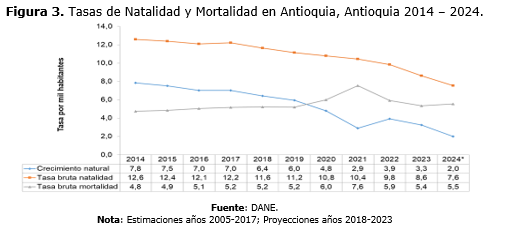 Figura 3. Tasas de Natalidad y Mortalidad en Antioquia, Antioquia 2014 – 2024.
Tasa por mil habitantes
14,0
12,0
10,0
8,0
6,0
4,0
2,0
0,0
2014 2015 2016 2017 2018 2019 2020 2021 2022 2023 2024*
Crecimiento natural 7,8 7,5 7,0 7,0 6,4 6,0 4,8 2,9 3,9 3,3 2,0
Tasa bruta natalidad 12,6 12,4 12,1 12,2 11,6 11,2 10,8 10,4 9,8 8,6 7,6
Tasa bruta mortalidad 4,8 4,9 5,1 5,2 5,2 5,2 6,0 7,6 5,9 5,4 5,5
Fuente: DANE.
Nota: Estimaciones años 2005-2017; Proyecciones años 2018-2023